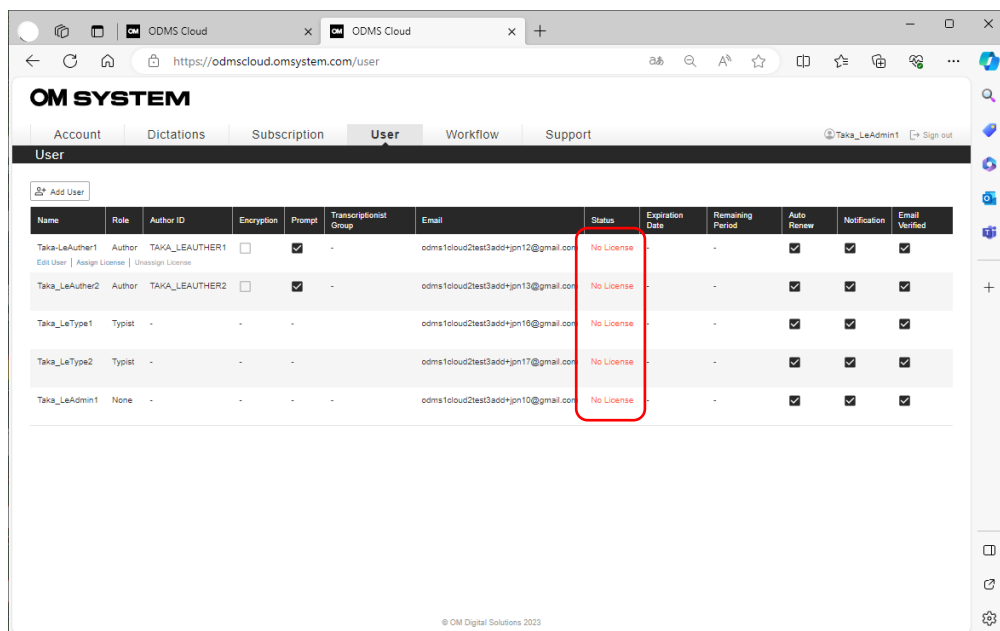 OM ODMS Cloud
OM ODMS Cloud
https://odmscloud.omsystem.com/user
OM SYSTEM
Account Dictations Subscription User Workflow Support Taka_LeAdmin1 Sign out
User
Add User
Name Role Author ID Encryption Prompt Transcriptionist Group Email Status Expiration Date Remaining Period Auto Renew Notification Email Verified
Taka-LeAuther1 Author TAKA_LEAUTHER1 - odms1cloud2test3add+jpn12@gmail.com No License - -
Edit User | Assign License | Unassign License
Taka_LeAuther2 Author TAKA_LEAUTHER2 - odms1cloud2test3add+jpn13@gmail.com No License - -
Taka_LeType1 Typist - - - odms1cloud2test3add+jpn16@gmail.com No License - -
Taka_LeType2 Typist - - - - odms1cloud2test3add+jpn17@gmail.com No License - -
Taka_LeAdmin1 None - - - - odms1cloud2test3add+jpn10@gmail.com No License - -
© OM Digital Solutions 2023